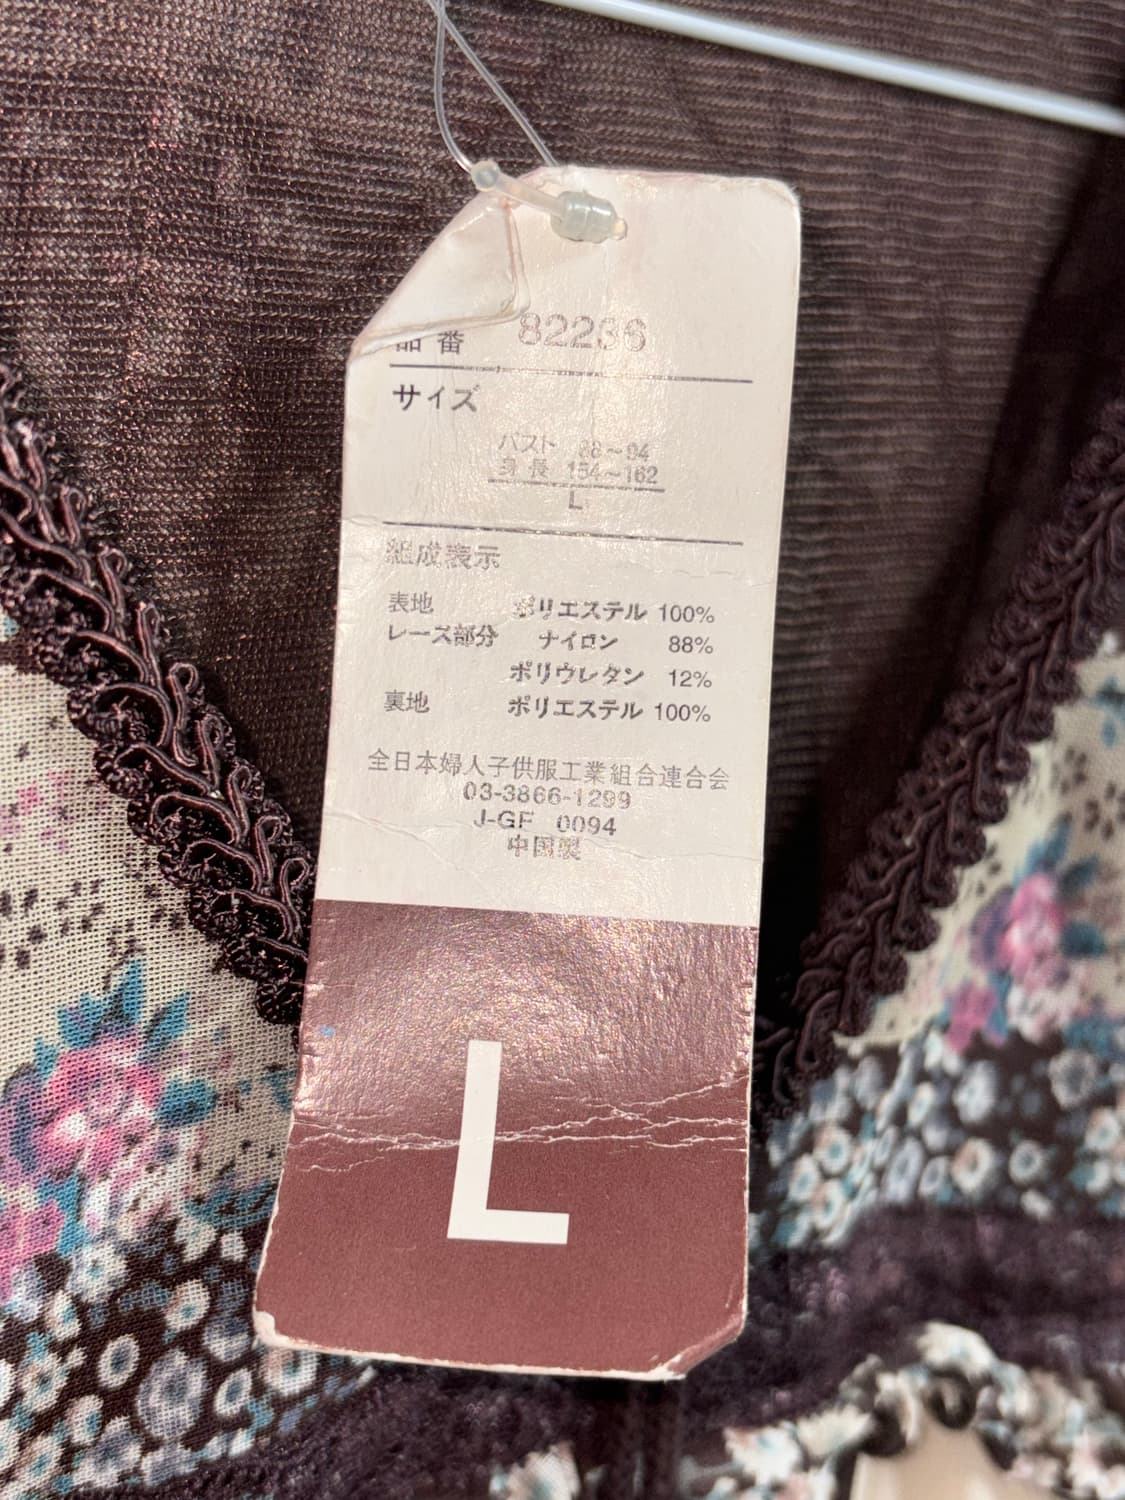 品番 82236
サイズ
バスト 88~94
身長 154~162
L
組成表示
表地 ポリエステル 100%
レース部分 ナイロン 88%
ポリウレタン 12%
裏地 ポリエステル 100%
全日本婦人子供服工業組合連合会
03-3866-1299
J-GF 0094
中国製
L